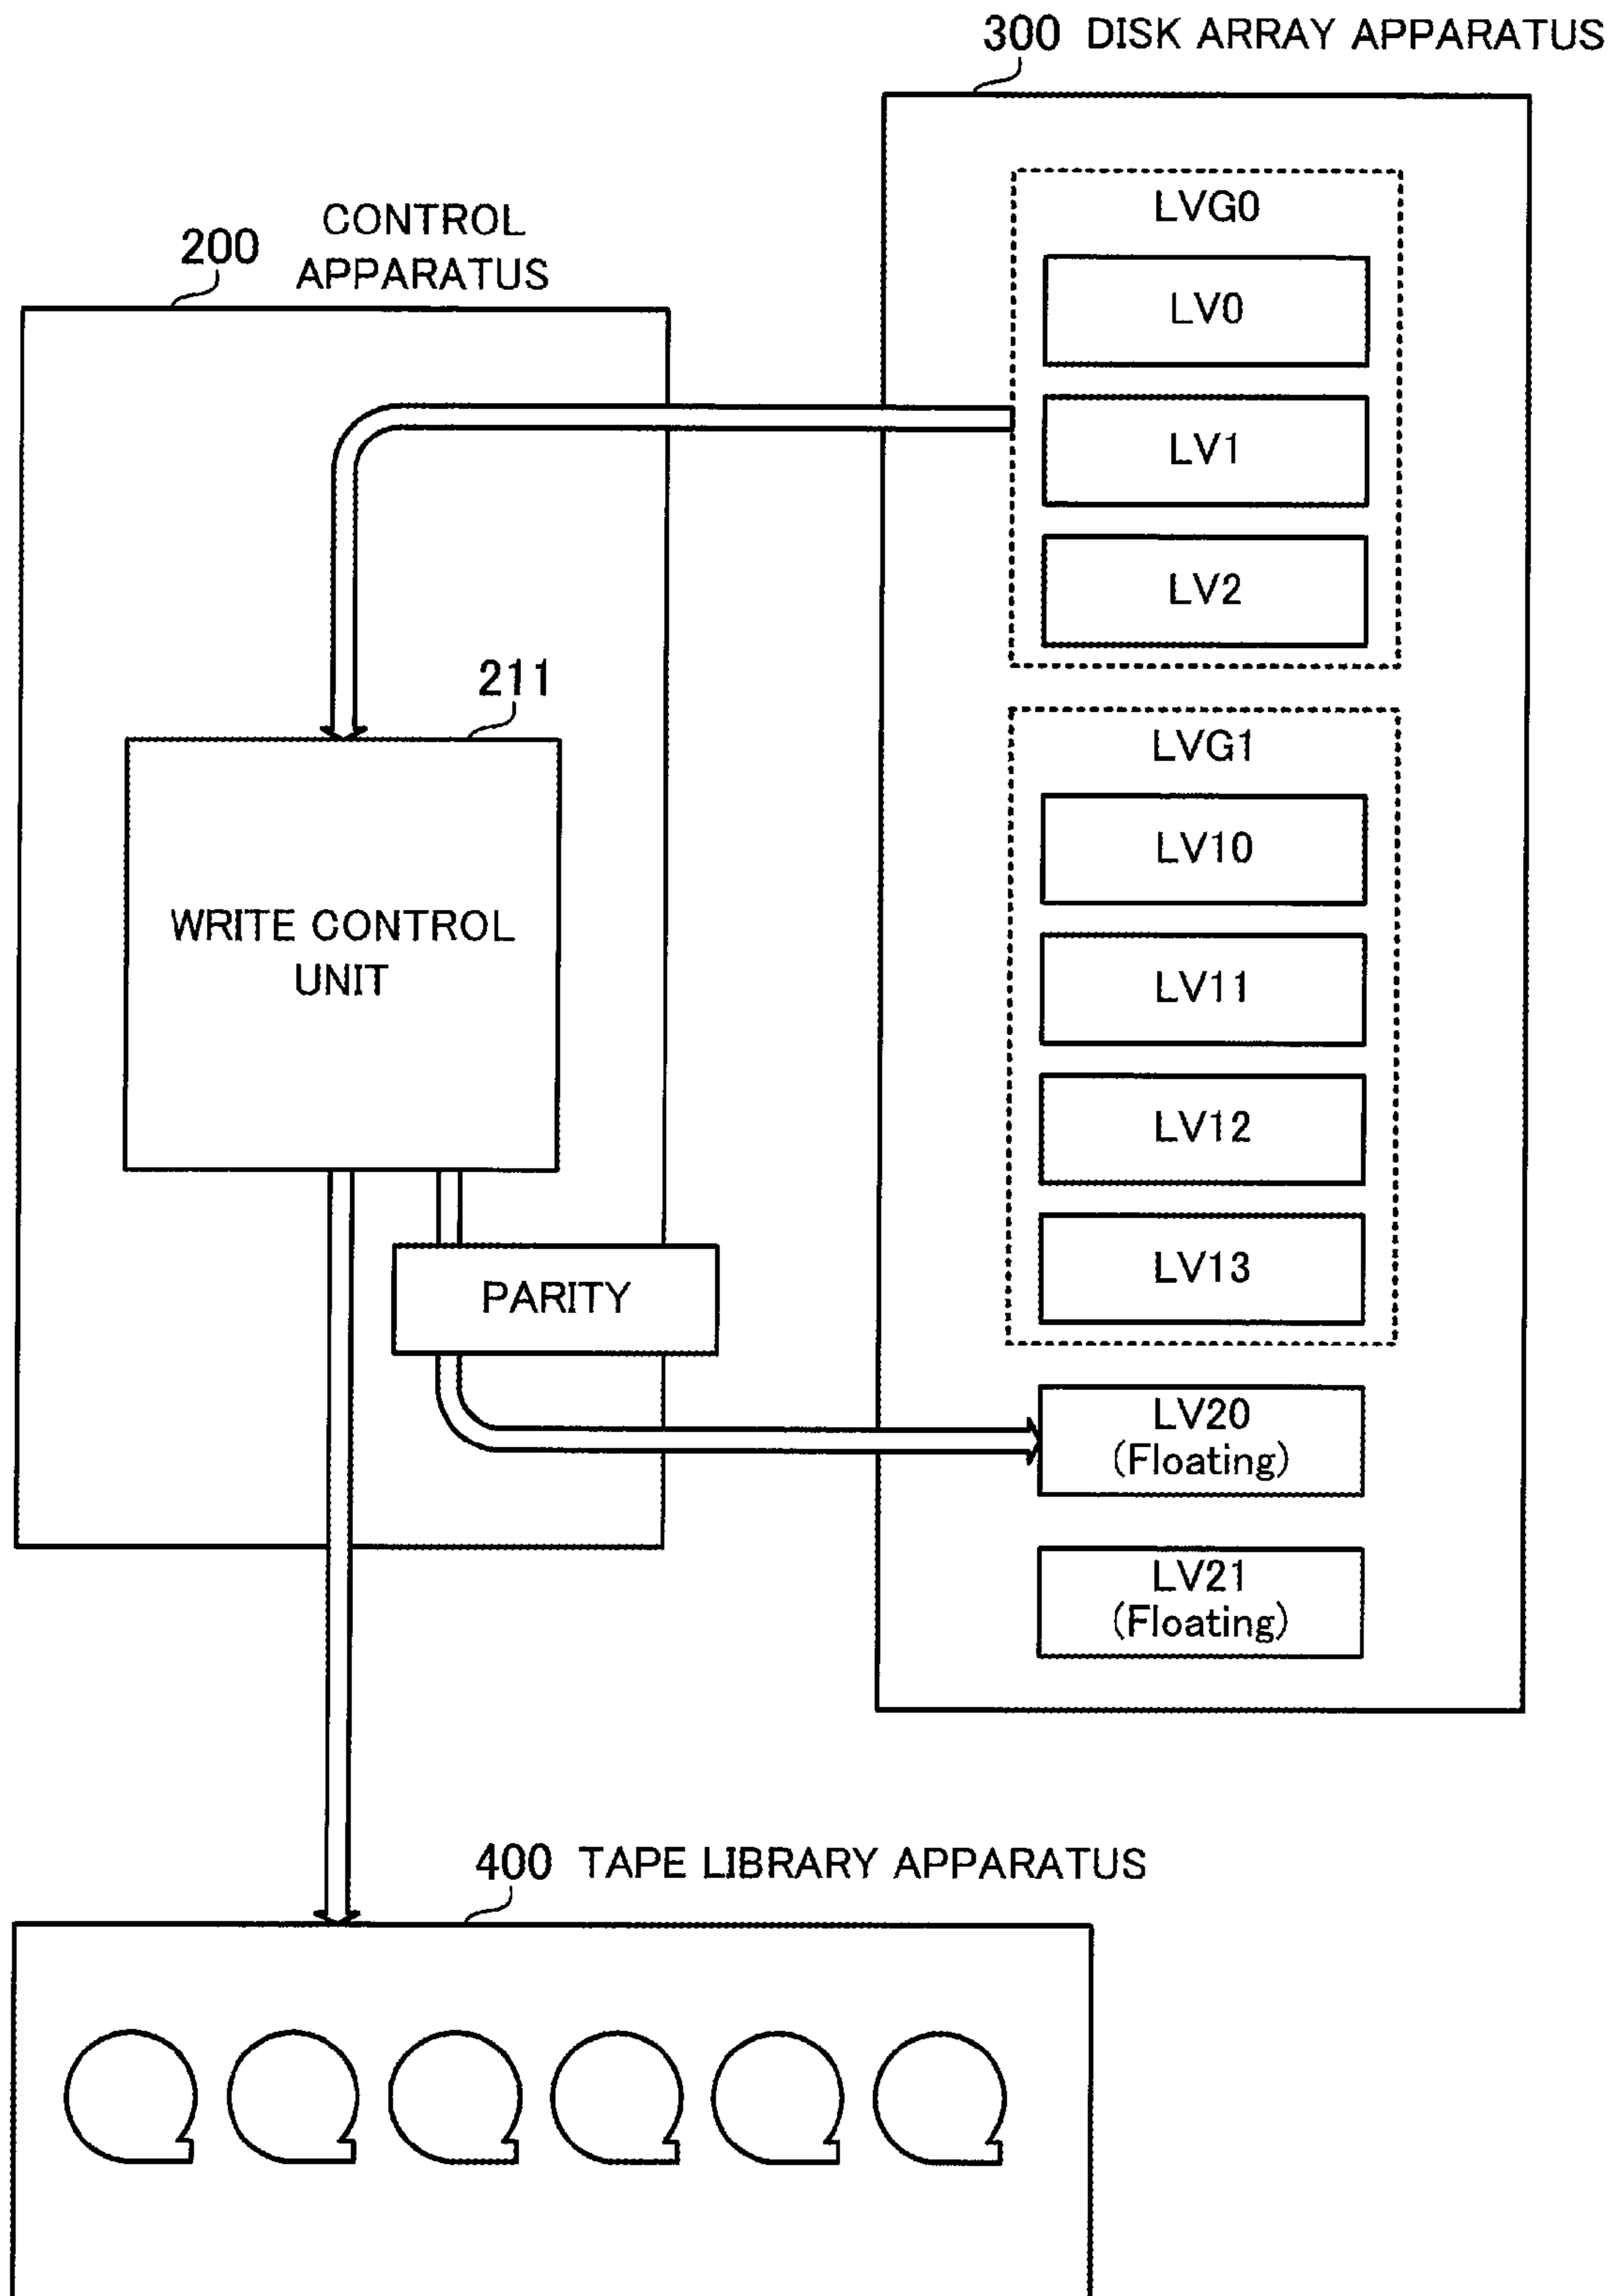 300 DISK ARRAY APPARATUS
200
CONTROL
APPARATUS
LVG0
LV0
LV1
LV2
211
WRITE CONTROL
UNIT
LVG1
LV10
LV11
LV12
LV13
PARITY
LV20
(Floating)
LV21
(Floating)
400 TAPE LIBRARY APPARATUS